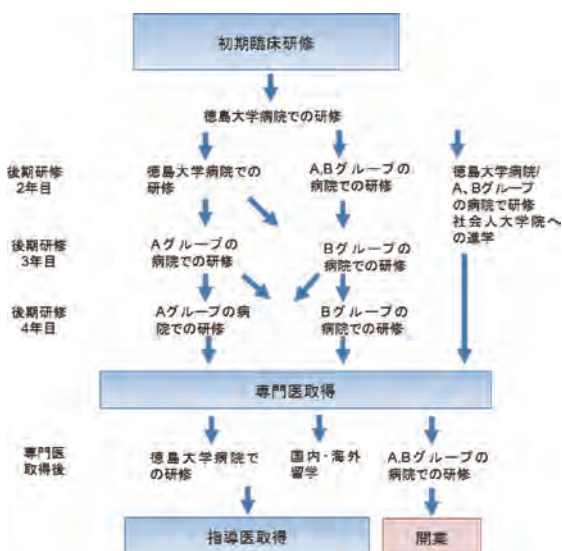 初期臨床研修
徳島大学病院での研修
後期研修
2年目
徳島大学病院での
研修
A,Bグループの
病院での研修
徳島大学病院/
A、Bグループ
の病院で研修
社会人大学院へ
の進学
後期研修
3年目
Aグループの
病院での研修
Bグループの
病院での研修
後期研修
4年目
Aグループの病
院での研修
Bグループの
病院での研修
専門医取得
専門医
取得後
徳島大学病院で
の研修
国内・海外
留学
A,Bグループの
病院での研修
指導医取得
開業